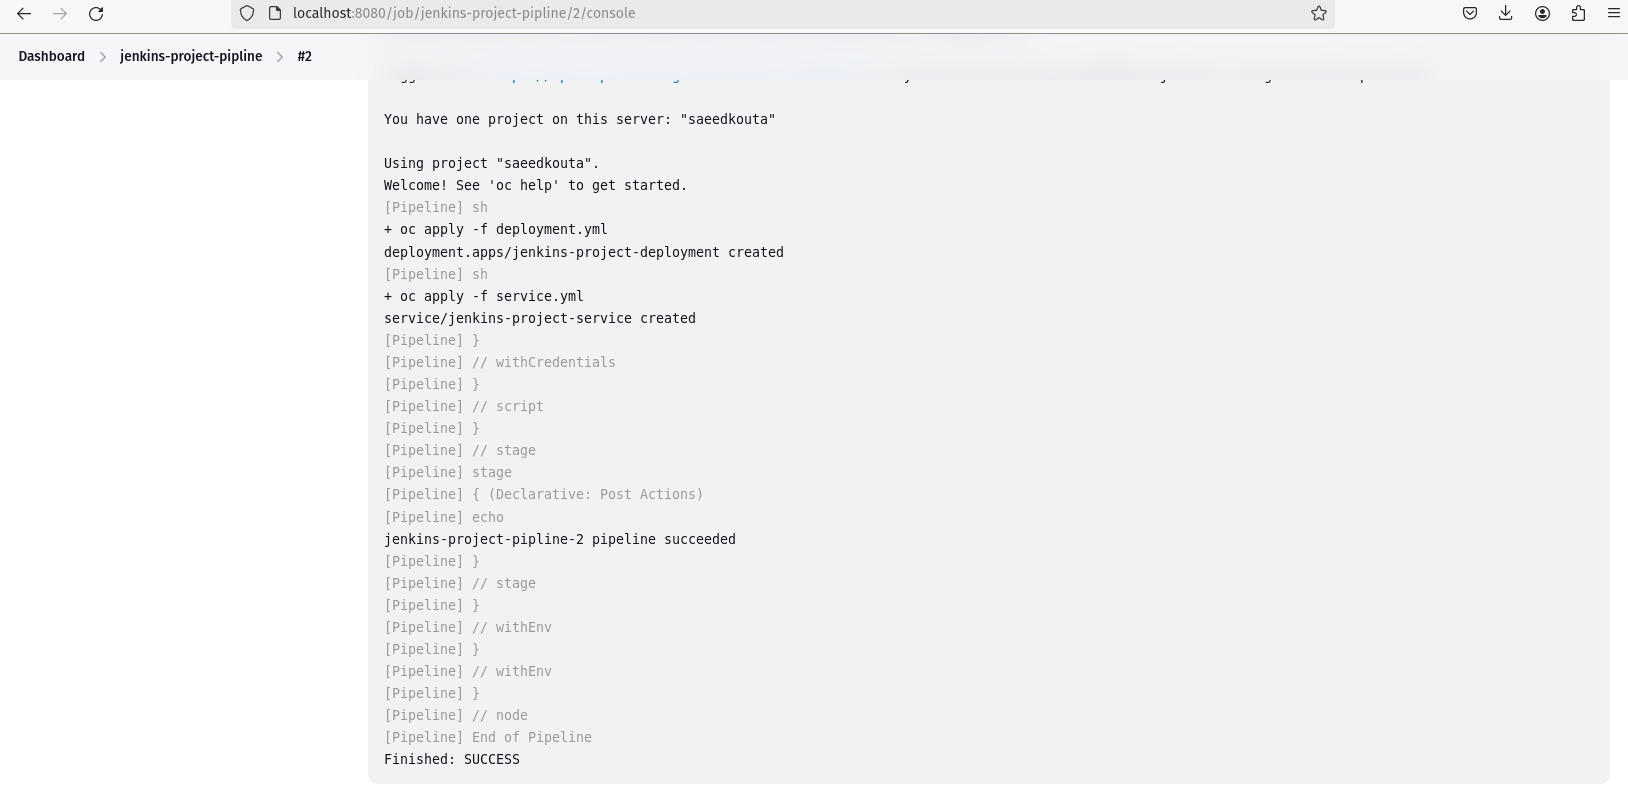 localhost:8080/job/jenkins-project-pipline/2/console
Dashboard > jenkins-project-pipline > #2
You have one project on this server: "saeedkouta"
Using project "saeedkouta".
Welcome! See 'oc help' to get started.
[Pipeline] sh
+ oc apply -f deployment.yml
deployment.apps/jenkins-project-deployment created
[Pipeline] sh
+ oc apply -f service.yml
service/jenkins-project-service created
[Pipeline] }
[Pipeline] // withCredentials
[Pipeline] }
[Pipeline] // script
[Pipeline] }
[Pipeline] // stage
[Pipeline] stage
[Pipeline] { (Declarative: Post Actions)
[Pipeline] echo
jenkins-project-pipline-2 pipeline succeeded
[Pipeline] }
[Pipeline] // stage
[Pipeline] }
[Pipeline] // withEnv
[Pipeline] }
[Pipeline] // withEnv
[Pipeline] }
[Pipeline] // node
[Pipeline] End of Pipeline
Finished: SUCCESS